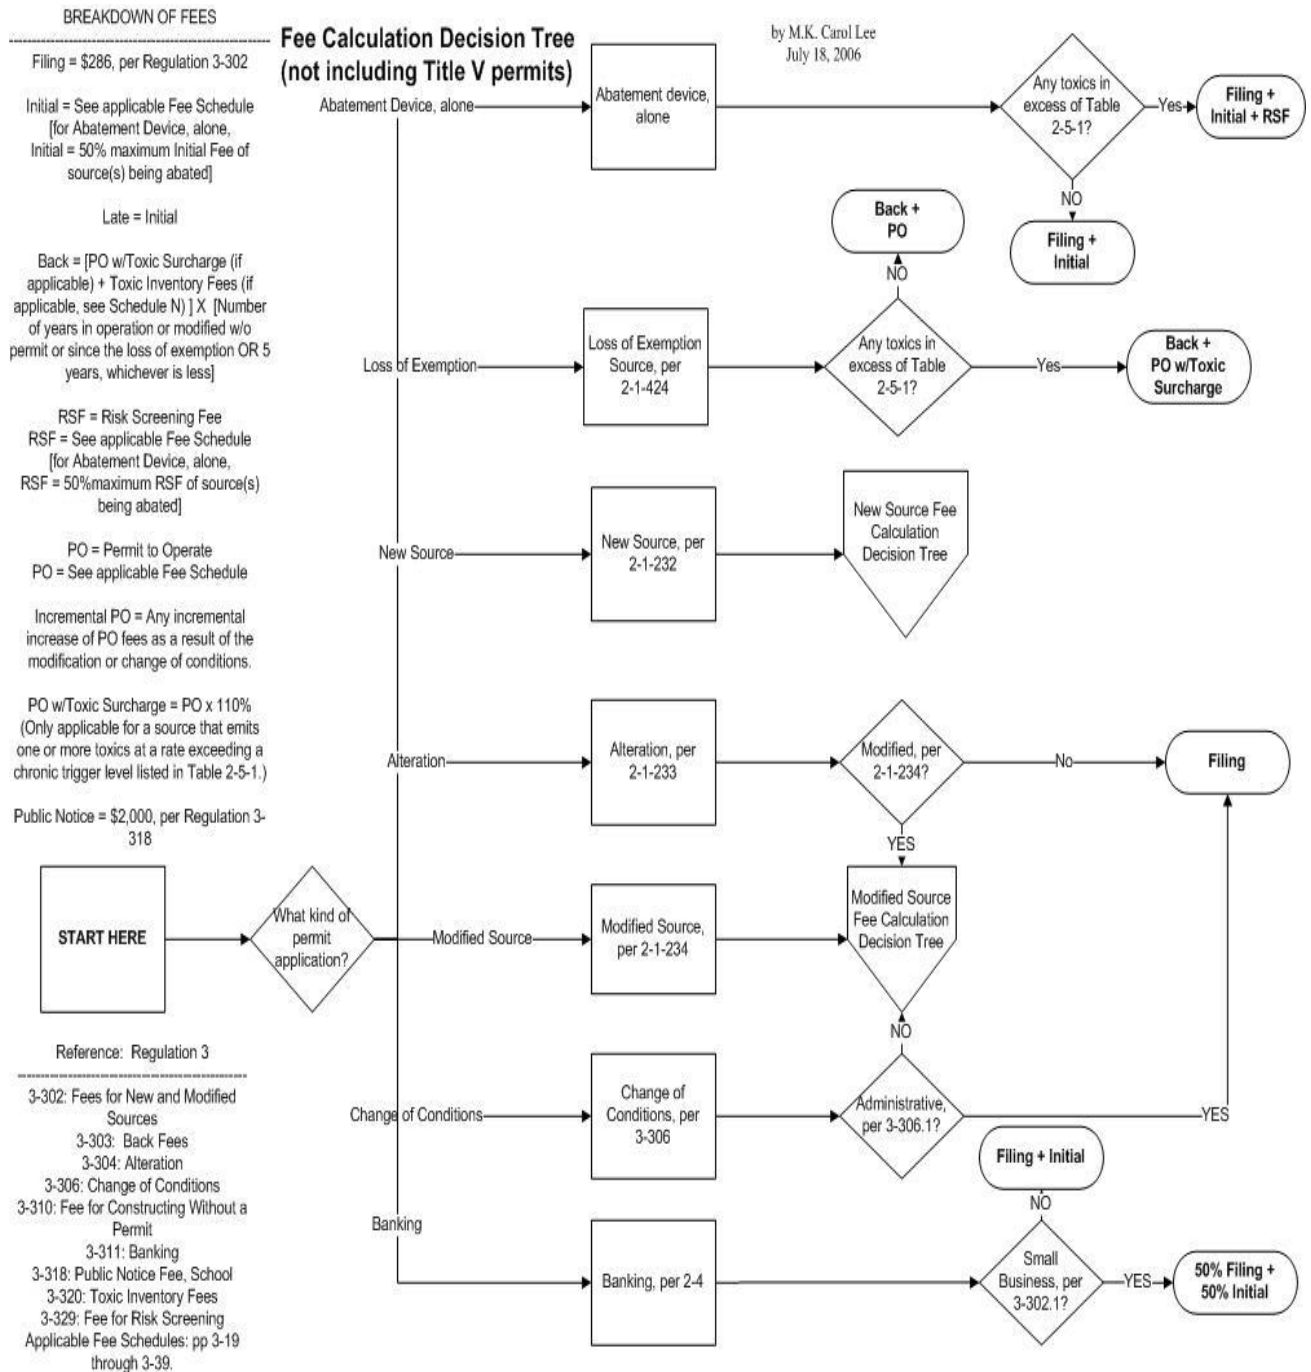 BREAKDOWN OF FEES
Filing = $286, per Regulation 3-302
Initial = See applicable Fee Schedule
[for Abatement Device, alone,
Initial = 50% maximum Initial Fee of
source(s) being abated]
Late = Initial
Back = [PO w/Toxic Surcharge (if
applicable) + Toxic Inventory Fees (if
applicable, see Schedule N) ] X [Number
of years in operation or modified w/o
permit or since the loss of exemption OR 5
years, whichever is less]
RSF = Risk Screening Fee
RSF = See applicable Fee Schedule
[for Abatement Device, alone,
RSF = 50%maximum RSF of source(s)
being abated]
PO = Permit to Operate
PO = See applicable Fee Schedule
Incremental PO = Any incremental
increase of PO fees as a result of the
modification or change of conditions.
PO w/Toxic Surcharge = PO x 110%
(Only applicable for a source that emits
one or more toxics at a rate exceeding a
chronic trigger level listed in Table 2-5-1.)
Public Notice = $2,000, per Regulation 3-
318
Fee Calculation Decision Tree
(not including Title V permits)
by M.K. Carol Lee
July 18, 2006
START HERE
What kind of
permit
application?
Abatement Device, alone
Abatement device,
alone
Any toxics in
excess of Table
2-5-1?
Yes
Filing +
Initial + RSF
NO
Filing +
Initial
Loss of Exemption
Loss of Exemption
Source, per
2-1-424
Any toxics in
excess of Table
2-5-1?
NO
Back +
PO
Yes
Back +
PO w/Toxic
Surcharge
New Source
New Source, per
2-1-232
New Source Fee
Calculation
Decision Tree
Alteration
Alteration, per
2-1-233
Modified, per
2-1-234?
No
Filing
YES
Modified Source
Modified Source,
per 2-1-234
Modified Source
Fee Calculation
Decision Tree
NO
Change of Conditions
Change of
Conditions, per
3-306
Administrative,
per 3-306.1?
YES
Banking
Banking, per 2-4
Small
Business, per
3-302.1?
NO
Filing + Initial
YES
50% Filing +
50% Initial
Reference: Regulation 3
3-302: Fees for New and Modified
Sources
3-303: Back Fees
3-304: Alteration
3-306: Change of Conditions
3-310: Fee for Constructing Without a
Permit
3-311: Banking
3-318: Public Notice Fee, School
3-320: Toxic Inventory Fees
3-329: Fee for Risk Screening
Applicable Fee Schedules: pp 3-19
through 3-39.